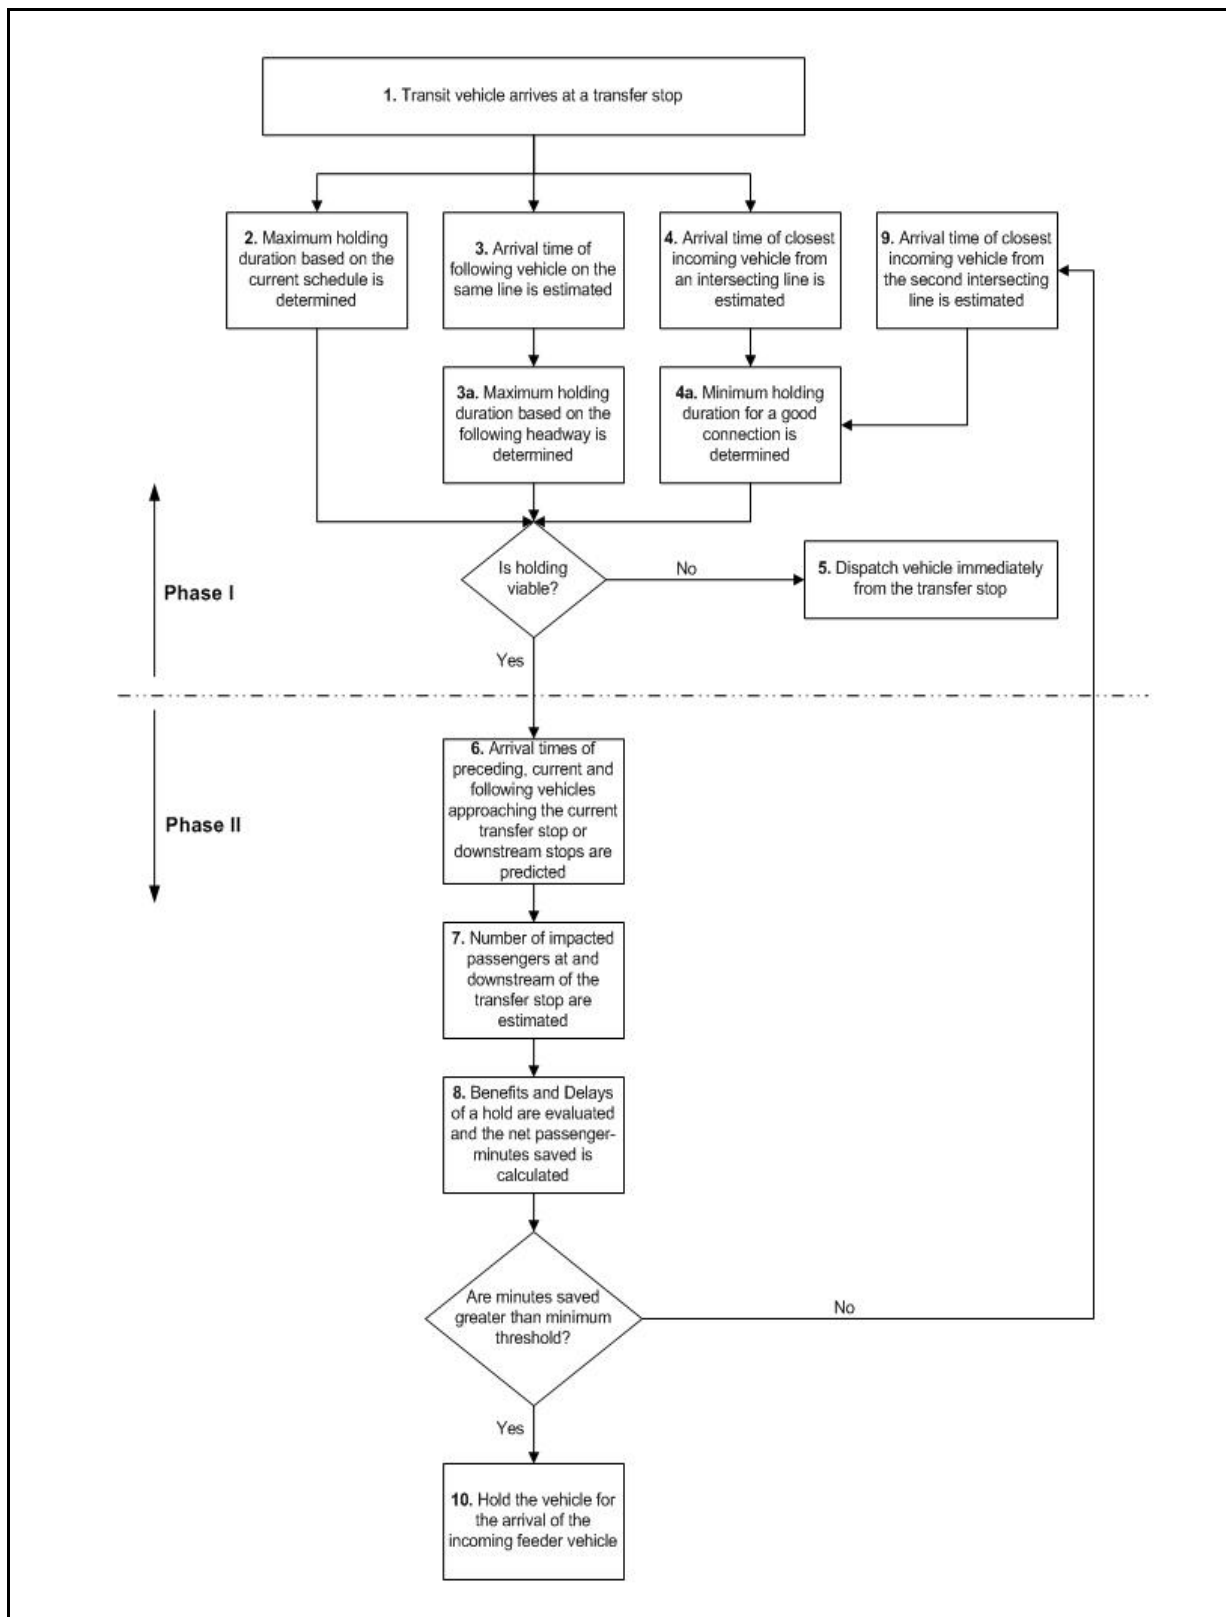 1. Transit vehicle arrives at a transfer stop
2. Maximum holding
duration based on the
current schedule is
determined
3. Arrival time of
following vehicle on the
same line is estimated
4. Arrival time of closest
incoming vehicle from
an intersecting line is
estimated
9. Arrival time of closest
incoming vehicle from
the second intersecting
line is estimated
3a. Maximum holding
duration based on the
following headway is
determined
4a. Minimum holding
duration for a good
connection is
determined
Is holding
viable?
No
5. Dispatch vehicle immediately
from the transfer stop
Phase I
Yes
6. Arrival times of
preceding, current and
following vehicles
approaching the current
transfer stop or
downstream stops are
predicted
Phase II
7. Number of impacted
passengers at and
downstream of the
transfer stop are
estimated
8. Benefits and Delays
of a hold are evaluated
and the net passenger-
minutes saved is
calculated
Are minutes saved
greater than minimum
threshold?
No
Yes
10. Hold the vehicle for
the arrival of the
incoming feeder vehicle